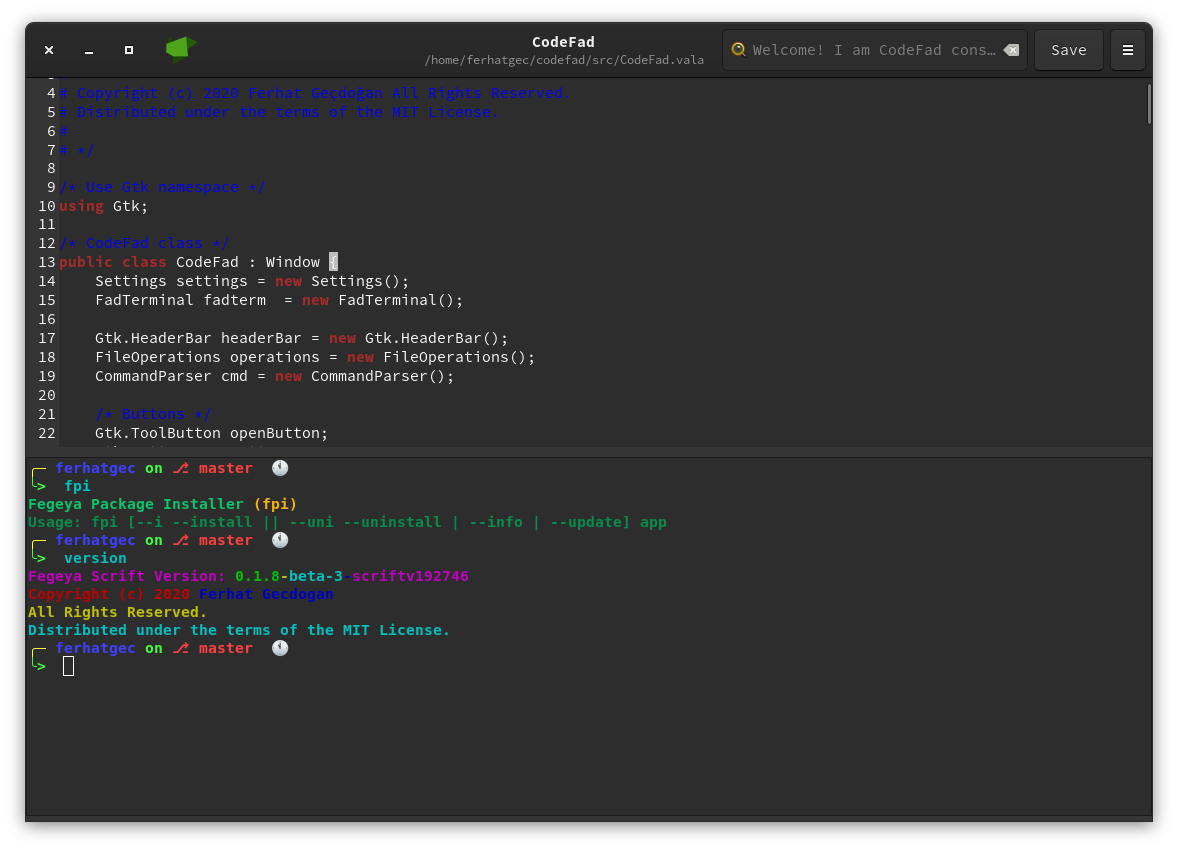 CodeFad
/home/ferhatgec/codefad/src/CodeFad.vala
Welcome! I am CodeFad cons…
Save
4 # Copyright (c) 2020 Ferhat Geçdoğan All Rights Reserved.
5 # Distributed under the terms of the MIT License.
6 #
7 # */
8
9 /* Use Gtk namespace */
10 using Gtk;
11
12 /* CodeFad class */
13 public class CodeFad : Window {
14     Settings settings = new Settings();
15     FadTerminal fadterm  = new FadTerminal();
16
17     Gtk.HeaderBar headerBar = new Gtk.HeaderBar();
18     FileOperations operations = new FileOperations();
19     CommandParser cmd = new CommandParser();
20
21     /* Buttons */
22     Gtk.ToolButton openButton;
ferhatgec on ⎇ master 🕚
> fpi
Fegeya Package Installer (fpi)
Usage: fpi [--i --install || --uni --uninstall | --info | --update] app
ferhatgec on ⎇ master 🕚
> version
Fegeya Scrift Version: 0.1.8-beta-3-scriftv192746
Copyright (c) 2020 Ferhat Gecdogan
All Rights Reserved.
Distributed under the terms of the MIT License.
ferhatgec on ⎇ master 🕚
>